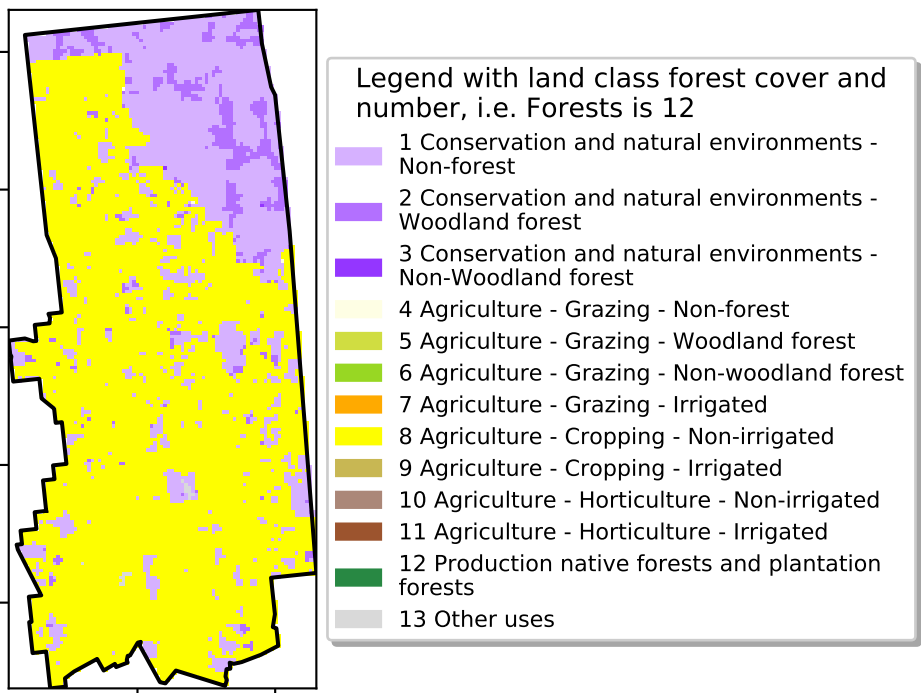 Legend with land class forest cover and
number, i.e. Forests is 12
1 Conservation and natural environments -
Non-forest
2 Conservation and natural environments -
Woodland forest
3 Conservation and natural environments -
Non-Woodland forest
4 Agriculture - Grazing - Non-forest
5 Agriculture - Grazing - Woodland forest
6 Agriculture - Grazing - Non-woodland forest
7 Agriculture - Grazing - Irrigated
8 Agriculture - Cropping - Non-irrigated
9 Agriculture - Cropping - Irrigated
10 Agriculture - Horticulture - Non-irrigated
11 Agriculture - Horticulture - Irrigated
12 Production native forests and plantation
forests
13 Other uses